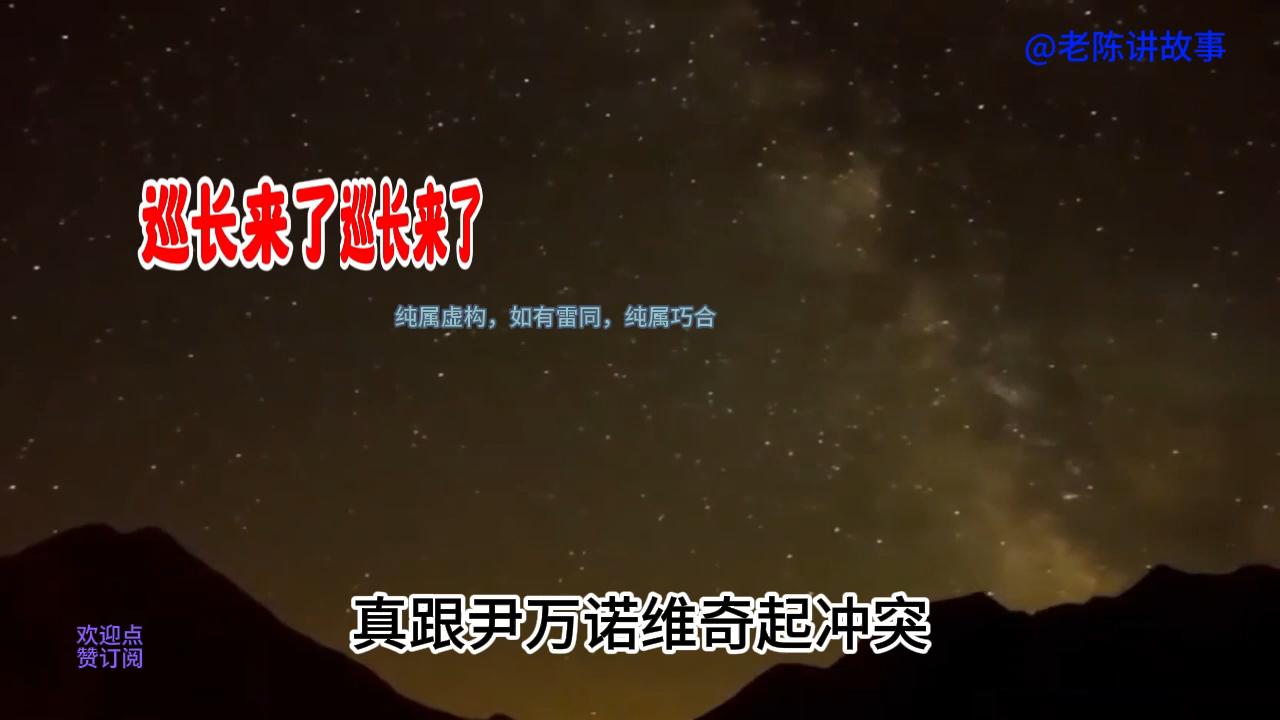 @老陈讲故事
巡长来了巡长来了
纯属虚构，如有雷同，纯属巧合
真跟尹万诺维奇起冲突
欢迎点
赞订阅